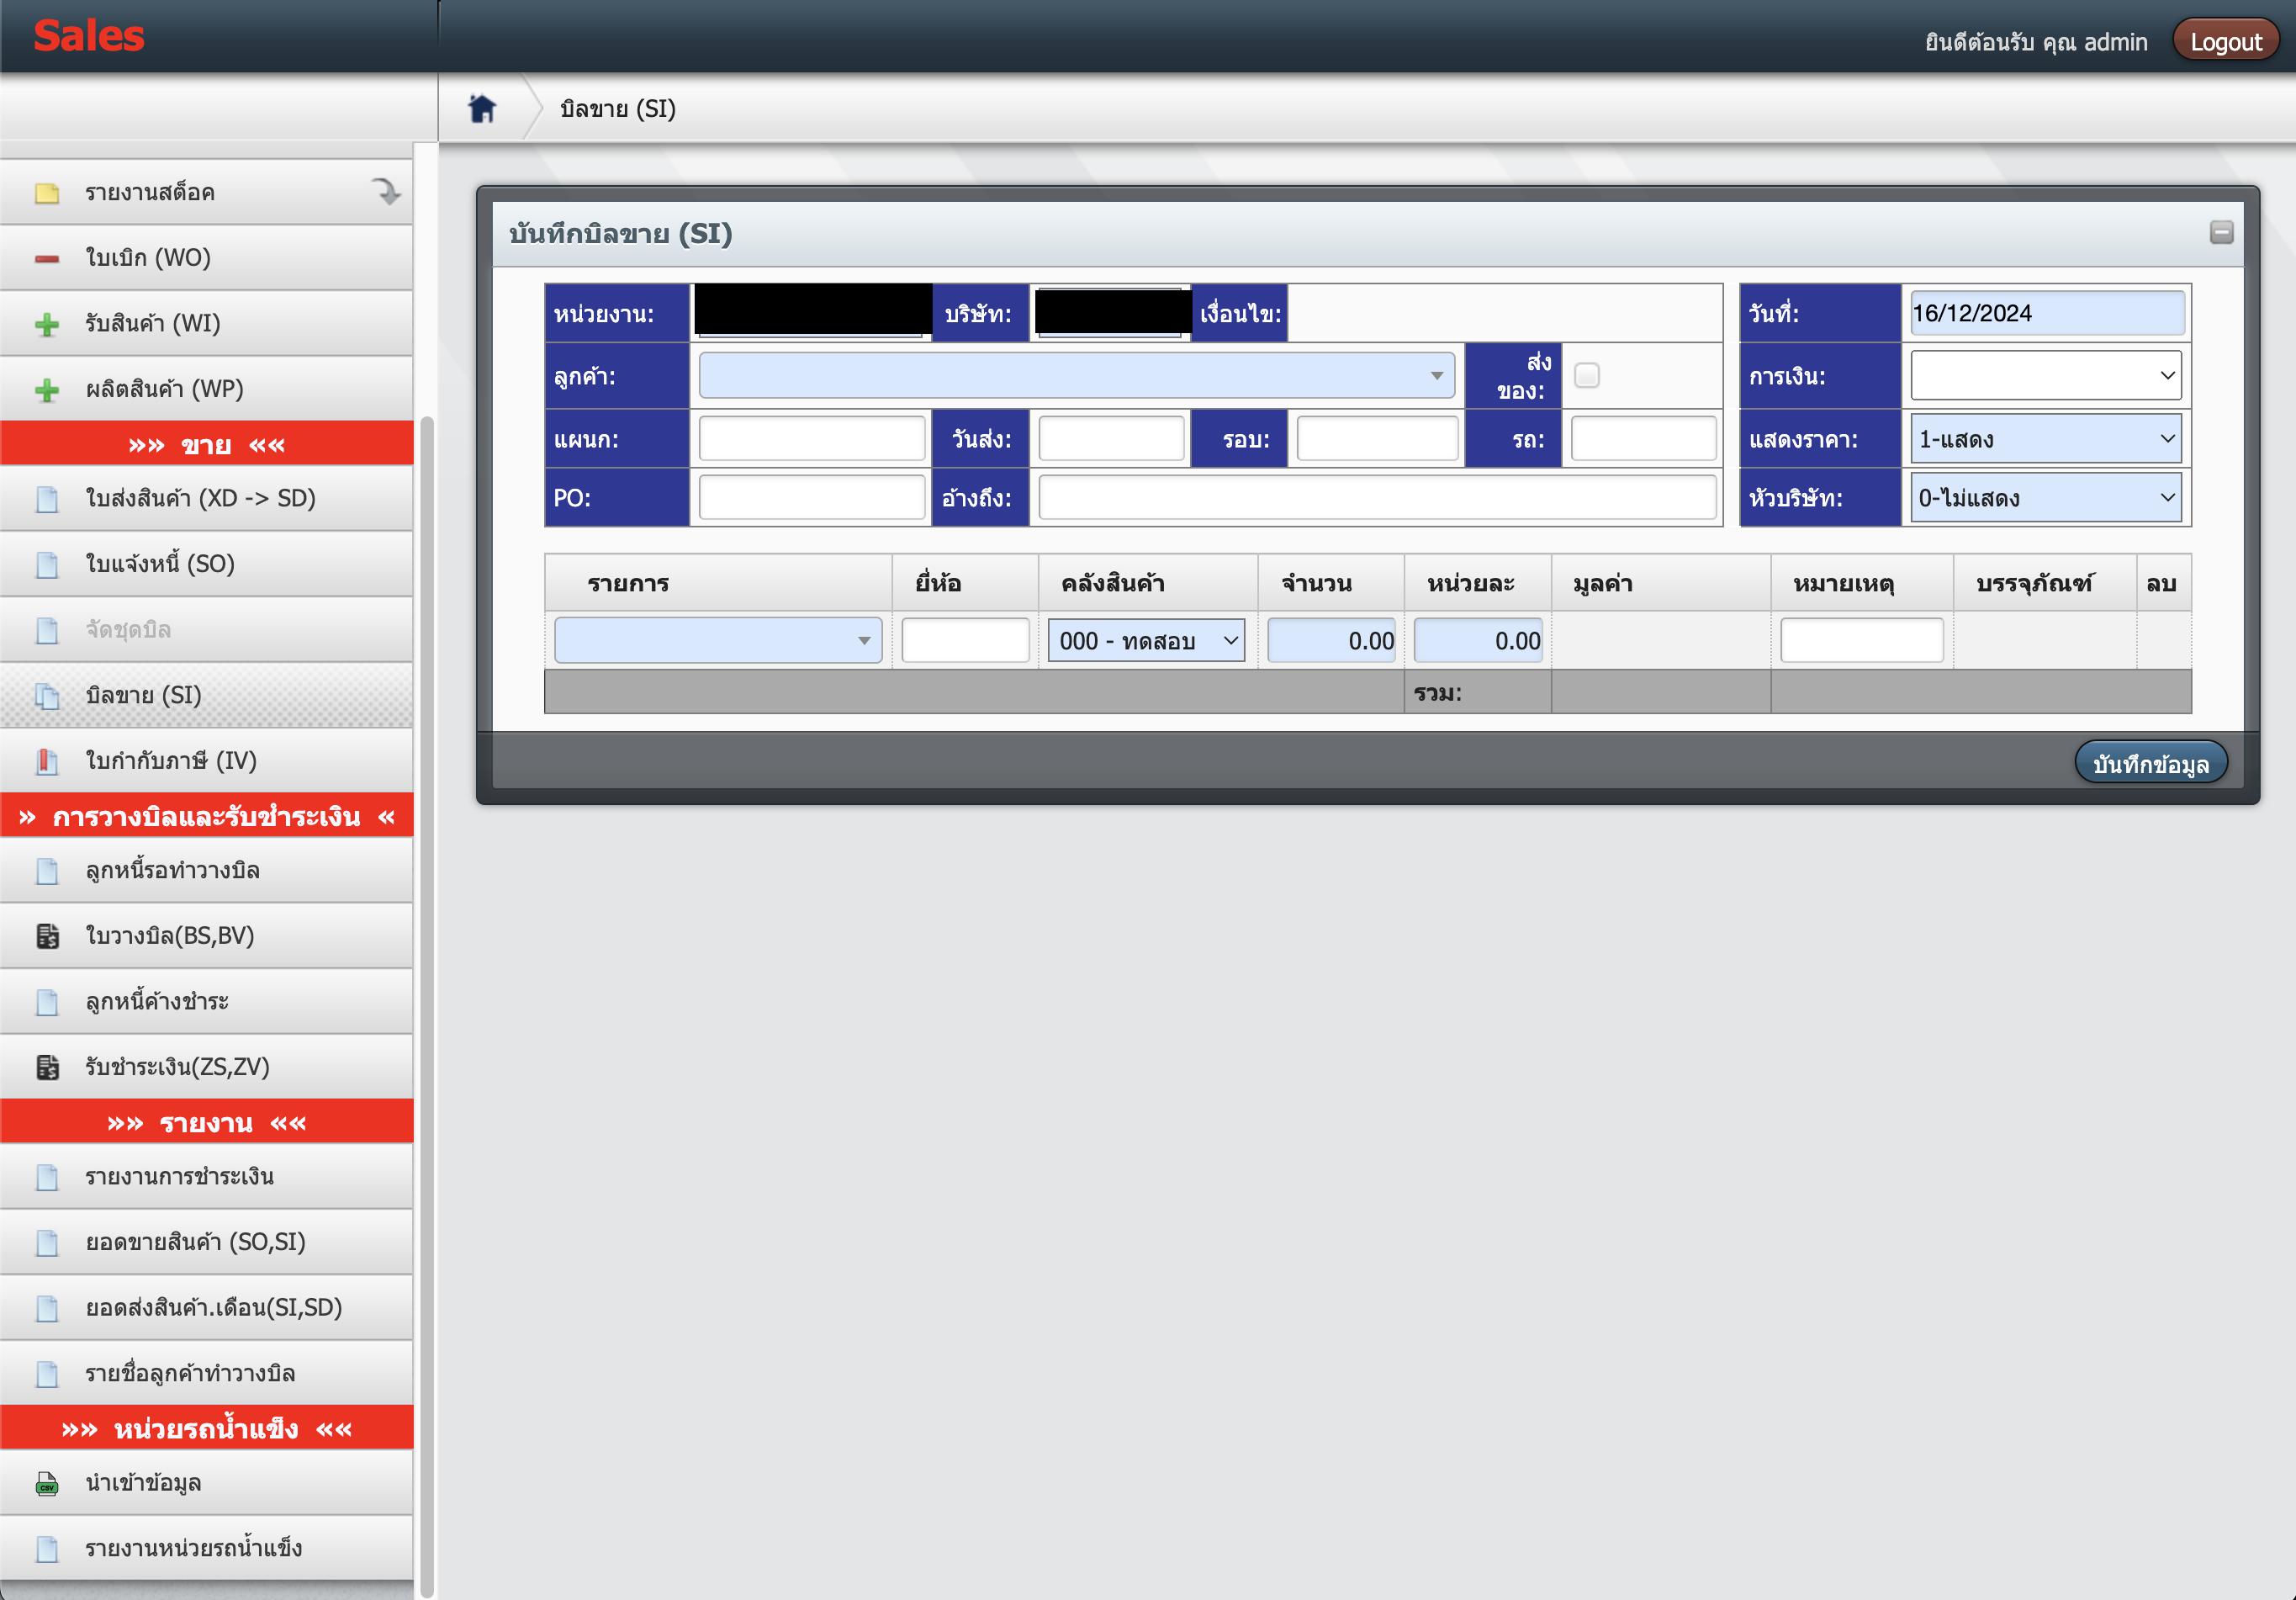 Sales
ยินดีต้อนรับ คุณ admin
Logout
บิลขาย (SI)
รายงานสต็อค
ใบเบิก (WO)
รับสินค้า (WI)
ผลิตสินค้า (WP)
»» ขาย ««
ใบส่งสินค้า (XD -> SD)
ใบแจ้งหนี้ (SO)
จัดชุดบิล
บิลขาย (SI)
ใบกำกับภาษี (IV)
» การวางบิลและรับชำระเงิน «
ลูกหนี้รอทำวางบิล
ใบวางบิล(BS,BV)
ลูกหนี้ค้างชำระ
รับชำระเงิน(ZS,ZV)
»» รายงาน ««
รายงานการชำระเงิน
ยอดขายสินค้า (SO,SI)
ยอดส่งสินค้า.เดือน(SI,SD)
รายชื่อลูกค้าทำวางบิล
»» หน่วยรถน้ำแข็ง ««
นำเข้าข้อมูล
รายงานหน่วยรถน้ำแข็ง
บันทึกบิลขาย (SI)
หน่วยงาน: บริษัท: เงื่อนไข:
ลูกค้า: ส่งของ:
แผนก: วันส่ง: รอบ: รถ:
PO: อ้างถึง:
วันที่: 16/12/2024
การเงิน:
แสดงราคา: 1-แสดง
หัวบริษัท: 0-ไม่แสดง
รายการ ยี่ห้อ คลังสินค้า จำนวน หน่วยละ มูลค่า หมายเหตุ บรรจุภัณฑ์ ลบ
000 - ทดสอบ 0.00 0.00
รวม:
บันทึกข้อมูล